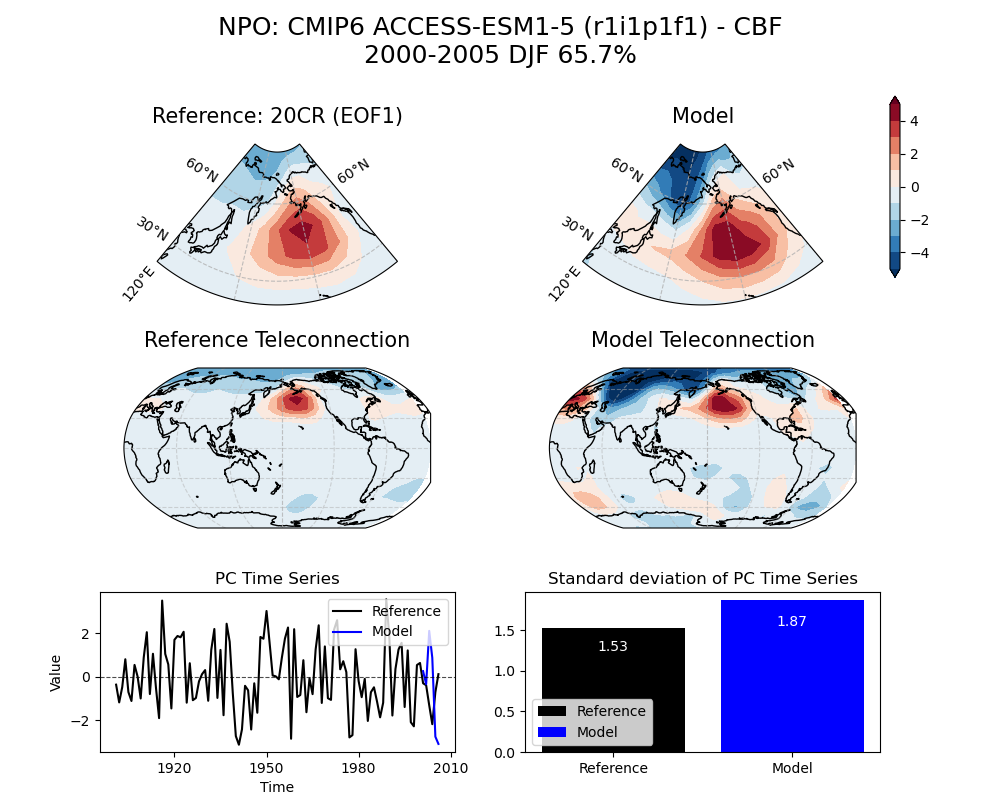 NPO: CMIP6 ACCESS-ESM1-5 (r1i1p1f1) - CBF
2000-2005 DJF 65.7%
Reference: 20CR (EOF1)
Model
60°N
60°N
30°N
120°E
60°N
60°N
30°N
120°E
4
2
0
−2
−4
Reference Teleconnection
Model Teleconnection
PC Time Series
Value
2
0
−2
Reference
Model
1920
1950
1980
2010
Time
Standard deviation of PC Time Series
1.5
1.0
0.5
0.0
1.53
1.87
Reference
Model
Reference
Model